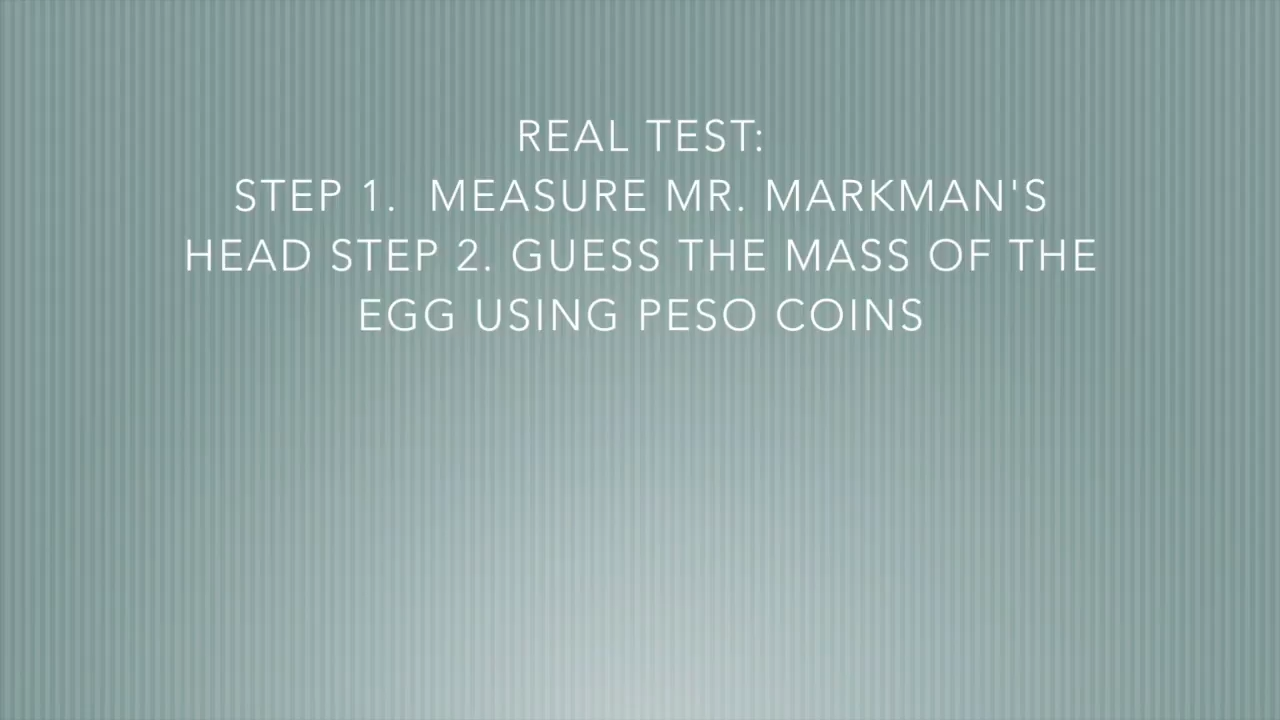 REAL TEST:
STEP 1.  MEASURE MR. MARKMAN'S
HEAD STEP 2. GUESS THE MASS OF THE
EGG USING PESO COINS